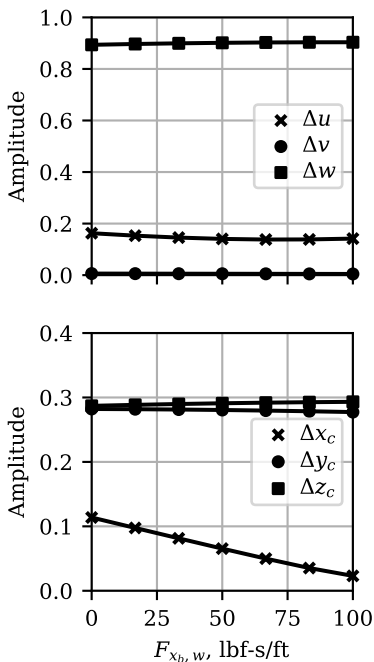 1.0
0.8
0.6
0.4
0.2
0.0
Amplitude
Δu
Δv
Δw
0.4
0.3
0.2
0.1
0.0
Amplitude
Δx_c
Δy_c
Δz_c
0 25 50 75 100
F_{x_b, w}, lbf-s/ft